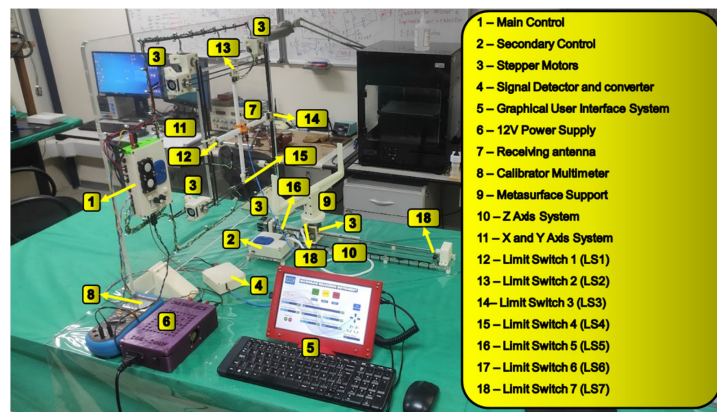 1 – Main Control
2 – Secondary Control
3 – Stepper Motors
4 – Signal Detector and converter
5 – Graphical User Interface System
6 – 12V Power Supply
7 – Receiving antenna
8 – Calibrator Multimeter
9 – Metasurface Support
10 – Z Axis System
11 – X and Y Axis System
12 – Limit Switch 1 (LS1)
13 – Limit Switch 2 (LS2)
14– Limit Switch 3 (LS3)
15 – Limit Switch 4 (LS4)
16 – Limit Switch 5 (LS5)
17 – Limit Switch 6 (LS6)
18 – Limit Switch 7 (LS7)
3
3
13
7
14
11
12
15
1
3
16
9
3
3
18
2
18
10
4
8
6
5